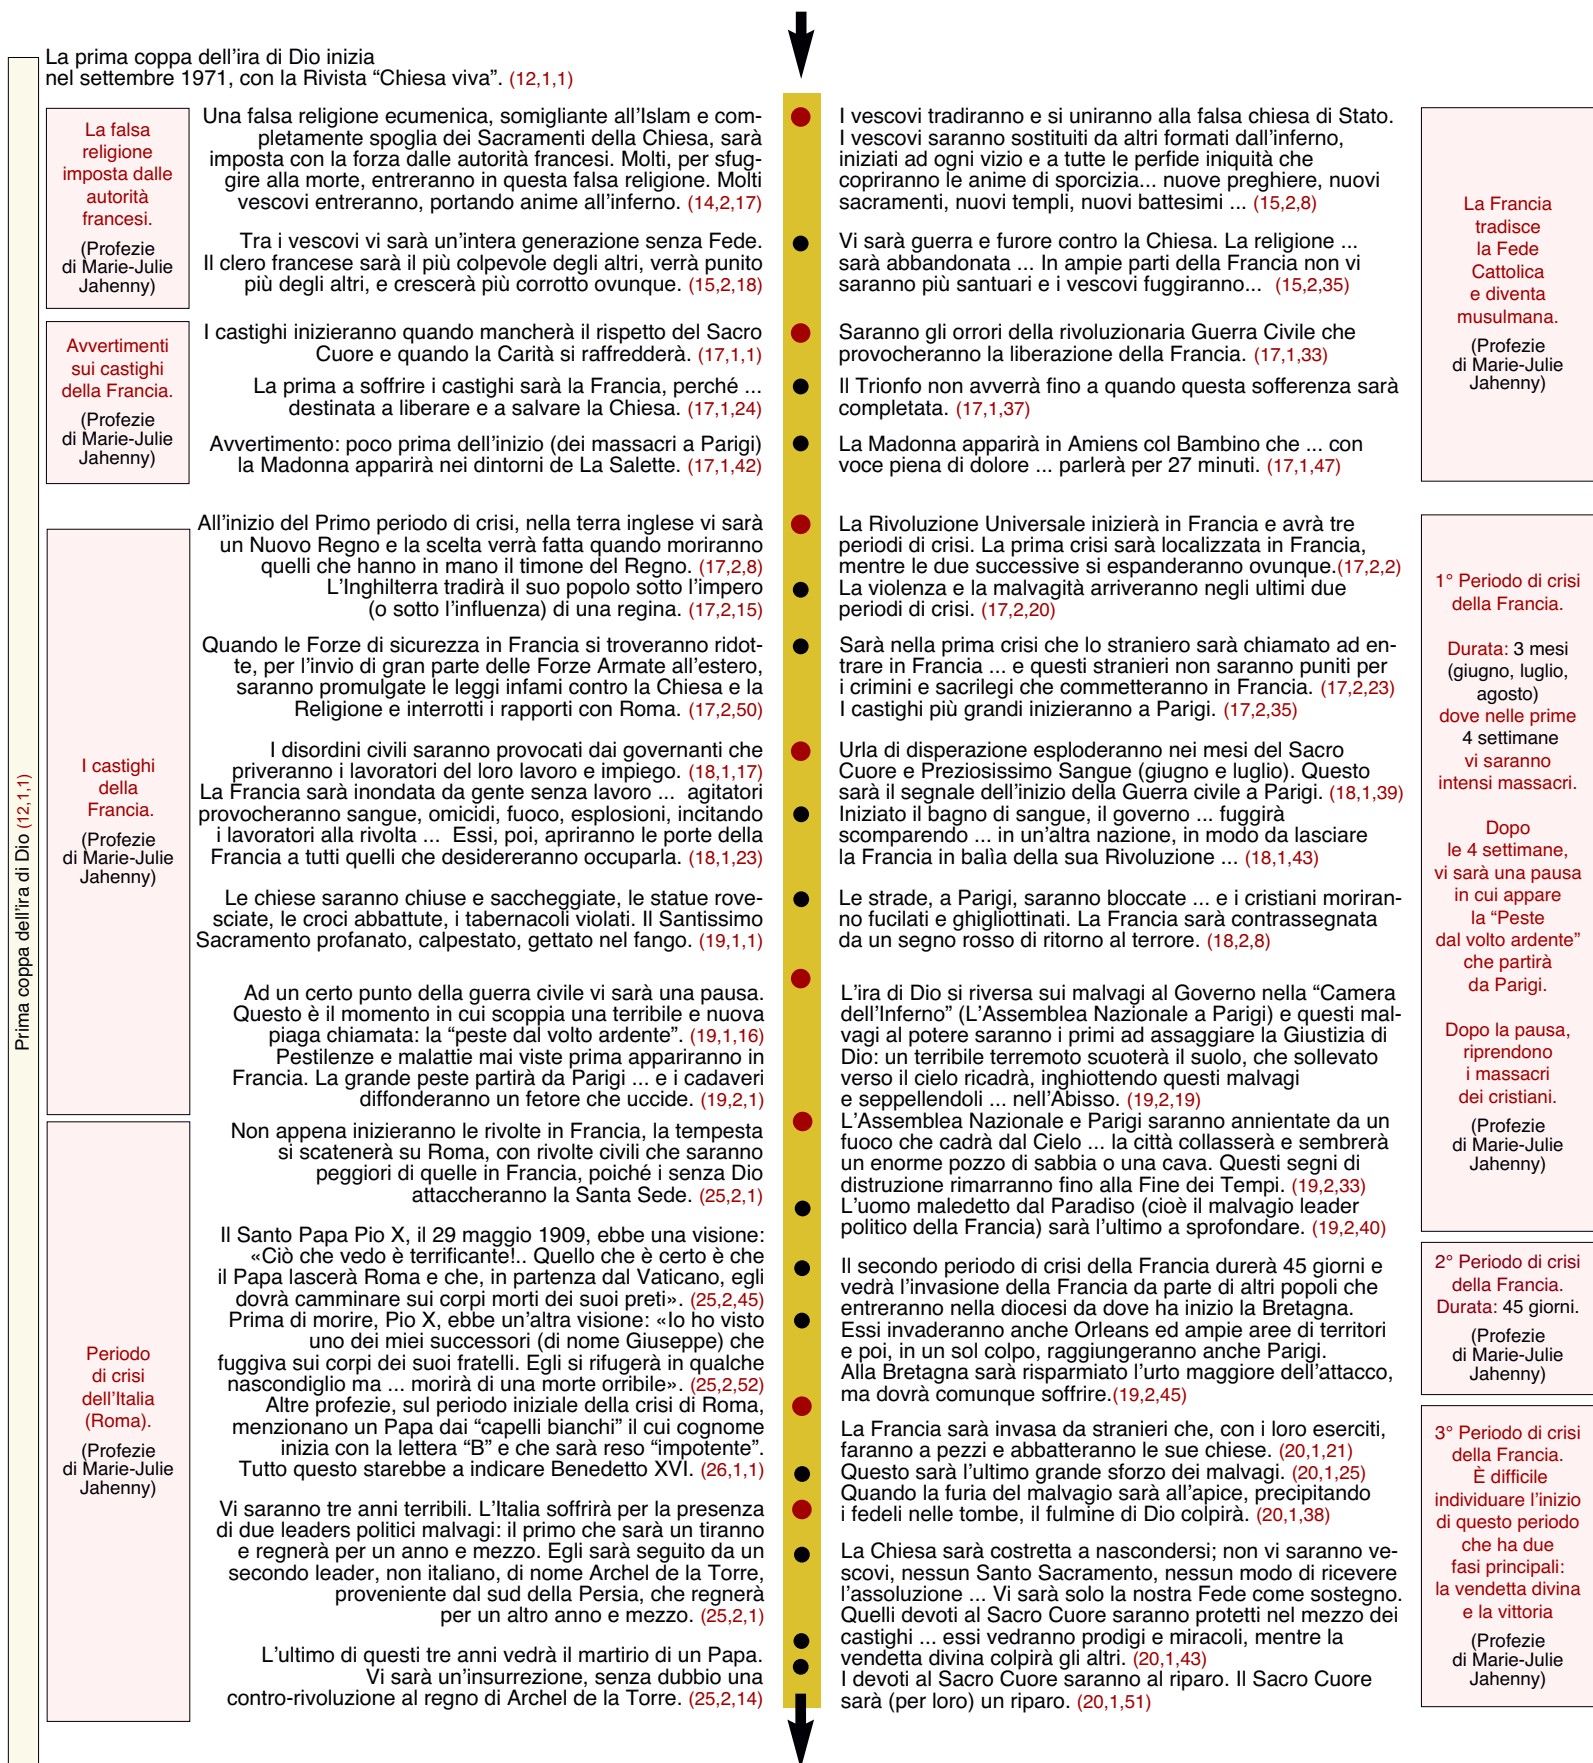 La prima coppa dell'ira di Dio inizia
nel settembre 1971, con la Rivista “Chiesa viva”. (12,1,1)
Prima coppa dell'ira di Dio (12,1,1)
La falsa
religione
imposta dalle
autorità
francesi.
(Profezie
di Marie-Julie
Jahenny)
Una falsa religione ecumenica, somigliante all'Islam e com-
pletamente spoglia dei Sacramenti della Chiesa, sarà
imposta con la forza dalle autorità francesi. Molti, per sfug-
gire alla morte, entreranno in questa falsa religione. Molti
vescovi entreranno, portando anime all'inferno. (14,2,17)
Tra i vescovi vi sarà un'intera generazione senza Fede.
Il clero francese sarà il più colpevole degli altri, verrà punito
più degli altri, e crescerà più corrotto ovunque. (15,2,18)
Avvertimenti
sui castighi
della Francia.
(Profezie
di Marie-Julie
Jahenny)
I castighi inizieranno quando mancherà il rispetto del Sacro
Cuore e quando la Carità si raffredderà. (17,1,1)
La prima a soffrire i castighi sarà la Francia, perché ...
destinata a liberare e a salvare la Chiesa. (17,1,24)
Avvertimento: poco prima dell'inizio (dei massacri a Parigi)
la Madonna apparirà nei dintorni de La Salette. (17,1,42)
I castighi
della
Francia.
(Profezie
di Marie-Julie
Jahenny)
All'inizio del Primo periodo di crisi, nella terra inglese vi sarà
un Nuovo Regno e la scelta verrà fatta quando moriranno
quelli che hanno in mano il timone del Regno. (17,2,8)
L'Inghilterra tradirà il suo popolo sotto l'impero
(o sotto l'influenza) di una regina. (17,2,15)
Quando le Forze di sicurezza in Francia si troveranno ridot-
te, per l'invio di gran parte delle Forze Armate all'estero,
saranno promulgate le leggi infami contro la Chiesa e la
Religione e interrotti i rapporti con Roma. (17,2,50)
I disordini civili saranno provocati dai governanti che
priveranno i lavoratori del loro lavoro e impiego. (18,1,17)
La Francia sarà inondata da gente senza lavoro ... agitatori
provocheranno sangue, omicidi, fuoco, esplosioni, incitando
i lavoratori alla rivolta ... Essi, poi, apriranno le porte della
Francia a tutti quelli che desidereranno occuparla. (18,1,23)
Le chiese saranno chiuse e saccheggiate, le statue rove-
sciate, le croci abbattute, i tabernacoli violati. Il Santissimo
Sacramento profanato, calpestato, gettato nel fango. (19,1,1)
Ad un certo punto della guerra civile vi sarà una pausa.
Questo è il momento in cui scoppia una terribile e nuova
piaga chiamata: la “peste dal volto ardente”. (19,1,16)
Pestilenze e malattie mai viste prima appariranno in
Francia. La grande peste partirà da Parigi ... e i cadaveri
diffonderanno un fetore che uccide. (19,2,1)
Periodo
di crisi
dell'Italia
(Roma).
(Profezie
di Marie-Julie
Jahenny)
Non appena inizieranno le rivolte in Francia, la tempesta
si scatenerà su Roma, con rivolte civili che saranno
peggiori di quelle in Francia, poiché i senza Dio
attaccheranno la Santa Sede. (25,2,1)
Il Santo Papa Pio X, il 29 maggio 1909, ebbe una visione:
«Ciò che vedo è terrificante!.. Quello che è certo è che
il Papa lascerà Roma e che, in partenza dal Vaticano, egli
dovrà camminare sui corpi morti dei suoi preti». (25,2,45)
Prima di morire, Pio X, ebbe un'altra visione: «Io ho visto
uno dei miei successori (di nome Giuseppe) che
fuggiva sui corpi dei suoi fratelli. Egli si rifugerà in qualche
nascondiglio ma ... morirà di una morte orribile». (25,2,52)
Altre profezie, sul periodo iniziale della crisi di Roma,
menzionano un Papa dai “capelli bianchi” il cui cognome
inizia con la lettera “B” e che sarà reso “impotente”.
Tutto questo starebbe a indicare Benedetto XVI. (26,1,1)
Vi saranno tre anni terribili. L'Italia soffrirà per la presenza
di due leaders politici malvagi: il primo che sarà un tiranno
e regnerà per un anno e mezzo. Egli sarà seguito da un
secondo leader, non italiano, di nome Archel de la Torre,
proveniente dal sud della Persia, che regnerà
per un altro anno e mezzo. (25,2,1)
L'ultimo di questi tre anni vedrà il martirio di un Papa.
Vi sarà un'insurrezione, senza dubbio una
contro-rivoluzione al regno di Archel de la Torre. (25,2,14)
I vescovi tradiranno e si uniranno alla falsa chiesa di Stato.
I vescovi saranno sostituiti da altri formati dall'inferno,
iniziati ad ogni vizio e a tutte le perfide iniquità che
copriranno le anime di sporcizia... nuove preghiere, nuovi
sacramenti, nuovi templi, nuovi battesimi ... (15,2,8)
Vi sarà guerra e furore contro la Chiesa. La religione ...
sarà abbandonata ... In ampie parti della Francia non vi
saranno più santuari e i vescovi fuggiranno... (15,2,35)
Saranno gli orrori della rivoluzionaria Guerra Civile che
provocheranno la liberazione della Francia. (17,1,33)
Il Trionfo non avverrà fino a quando questa sofferenza sarà
completata. (17,1,37)
La Madonna apparirà in Amiens col Bambino che ... con
voce piena di dolore ... parlerà per 27 minuti. (17,1,47)
La Francia
tradisce
la Fede
Cattolica
e diventa
musulmana.
(Profezie
di Marie-Julie
Jahenny)
La Rivoluzione Universale inizierà in Francia e avrà tre
periodi di crisi. La prima crisi sarà localizzata in Francia,
mentre le due successive si espanderanno ovunque.(17,2,2)
La violenza e la malvagità arriveranno negli ultimi due
periodi di crisi. (17,2,20)
Sarà nella prima crisi che lo straniero sarà chiamato ad en-
trare in Francia ... e questi stranieri non saranno puniti per
i crimini e sacrilegi che commetteranno in Francia. (17,2,23)
I castighi più grandi inizieranno a Parigi. (17,2,35)
Urla di disperazione esploderanno nei mesi del Sacro
Cuore e Preziosissimo Sangue (giugno e luglio). Questo
sarà il segnale dell'inizio della Guerra civile a Parigi. (18,1,39)
Iniziato il bagno di sangue, il governo ... fuggirà
scomparendo ... in un'altra nazione, in modo da lasciare
la Francia in balìa della sua Rivoluzione ... (18,1,43)
Le strade, a Parigi, saranno bloccate ... e i cristiani moriran-
no fucilati e ghigliottinati. La Francia sarà contrassegnata
da un segno rosso di ritorno al terrore. (18,2,8)
L'ira di Dio si riversa sui malvagi al Governo nella “Camera
dell'Inferno” (L'Assemblea Nazionale a Parigi) e questi mal-
vagi al potere saranno i primi ad assaggiare la Giustizia di
Dio: un terribile terremoto scuoterà il suolo, che sollevato
verso il cielo ricadrà, inghiottendo questi malvagi
e seppellendoli ... nell'Abisso. (19,2,19)
L'Assemblea Nazionale e Parigi saranno annientate da un
fuoco che cadrà dal Cielo ... la città collasserà e sembrerà
un enorme pozzo di sabbia o una cava. Questi segni di
distruzione rimarranno fino alla Fine dei Tempi. (19,2,33)
L'uomo maledetto dal Paradiso (cioè il malvagio leader
politico della Francia) sarà l'ultimo a sprofondare. (19,2,40)
1° Periodo di crisi
della Francia.
Durata: 3 mesi
(giugno, luglio,
agosto)
dove nelle prime
4 settimane
vi saranno
intensi massacri.
Dopo
le 4 settimane,
vi sarà una pausa
in cui appare
la “Peste
dal volto ardente”
che partirà
da Parigi.
Dopo la pausa,
riprendono
i massacri
dei cristiani.
(Profezie
di Marie-Julie
Jahenny)
Il secondo periodo di crisi della Francia durerà 45 giorni e
vedrà l'invasione della Francia da parte di altri popoli che
entreranno nella diocesi da dove ha inizio la Bretagna.
Essi invaderanno anche Orleans ed ampie aree di territori
e poi, in un sol colpo, raggiungeranno anche Parigi.
Alla Bretagna sarà risparmiato l'urto maggiore dell'attacco,
ma dovrà comunque soffrire.(19,2,45)
2° Periodo di crisi
della Francia.
Durata: 45 giorni.
(Profezie
di Marie-Julie
Jahenny)
La Francia sarà invasa da stranieri che, con i loro eserciti,
faranno a pezzi e abbatteranno le sue chiese. (20,1,21)
Questo sarà l'ultimo grande sforzo dei malvagi. (20,1,25)
Quando la furia del malvagio sarà all'apice, precipitando
i fedeli nelle tombe, il fulmine di Dio colpirà. (20,1,38)
La Chiesa sarà costretta a nascondersi; non vi saranno ve-
scovi, nessun Santo Sacramento, nessun modo di ricevere
l'assoluzione ... Vi sarà solo la nostra Fede come sostegno.
Quelli devoti al Sacro Cuore saranno protetti nel mezzo dei
castighi ... essi vedranno prodigi e miracoli, mentre la
vendetta divina colpirà gli altri. (20,1,43)
I devoti al Sacro Cuore saranno al riparo. Il Sacro Cuore
sarà (per loro) un riparo. (20,1,51)
3° Periodo di crisi
della Francia.
È difficile
individuare l'inizio
di questo periodo
che ha due
fasi principali:
la vendetta divina
e la vittoria
(Profezie
di Marie-Julie
Jahenny)